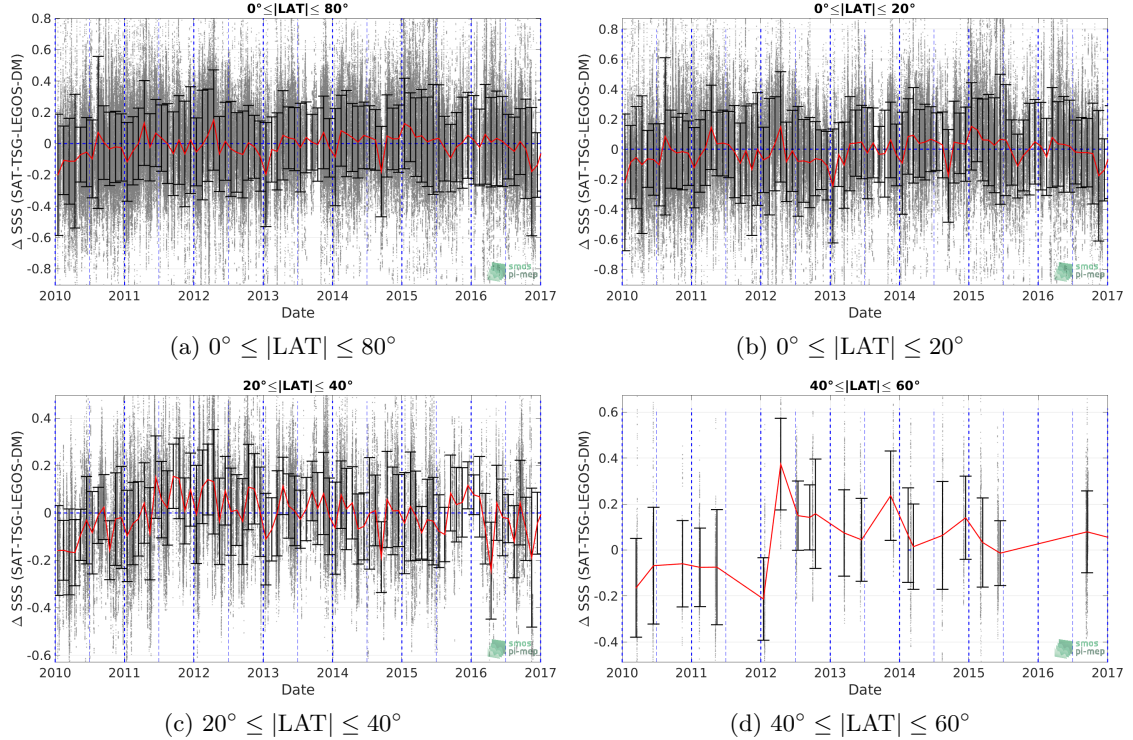 0°≤|LAT|≤ 80°
Δ SSS (SAT-TSG-LEGOS-DM)
0.8
0.6
0.4
0.2
0
-0.2
-0.4
-0.6
-0.8
2010 2011 2012 2013 2014 2015 2016 2017
Date
smos
pi-mep
(a) 0° ≤ |LAT| ≤ 80°
0°≤|LAT|≤ 20°
Δ SSS (SAT-TSG-LEGOS-DM)
0.8
0.6
0.4
0.2
0
-0.2
-0.4
-0.6
-0.8
2010 2011 2012 2013 2014 2015 2016 2017
Date
smos
pi-mep
(b) 0° ≤ |LAT| ≤ 20°
20°≤|LAT|≤ 40°
Δ SSS (SAT-TSG-LEGOS-DM)
0.4
0.2
0
-0.2
-0.4
-0.6
2010 2011 2012 2013 2014 2015 2016 2017
Date
smos
pi-mep
(c) 20° ≤ |LAT| ≤ 40°
40°≤|LAT|≤ 60°
Δ SSS (SAT-TSG-LEGOS-DM)
0.6
0.4
0.2
0
-0.2
-0.4
2010 2011 2012 2013 2014 2015 2016 2017
Date
smos
pi-mep
(d) 40° ≤ |LAT| ≤ 60°